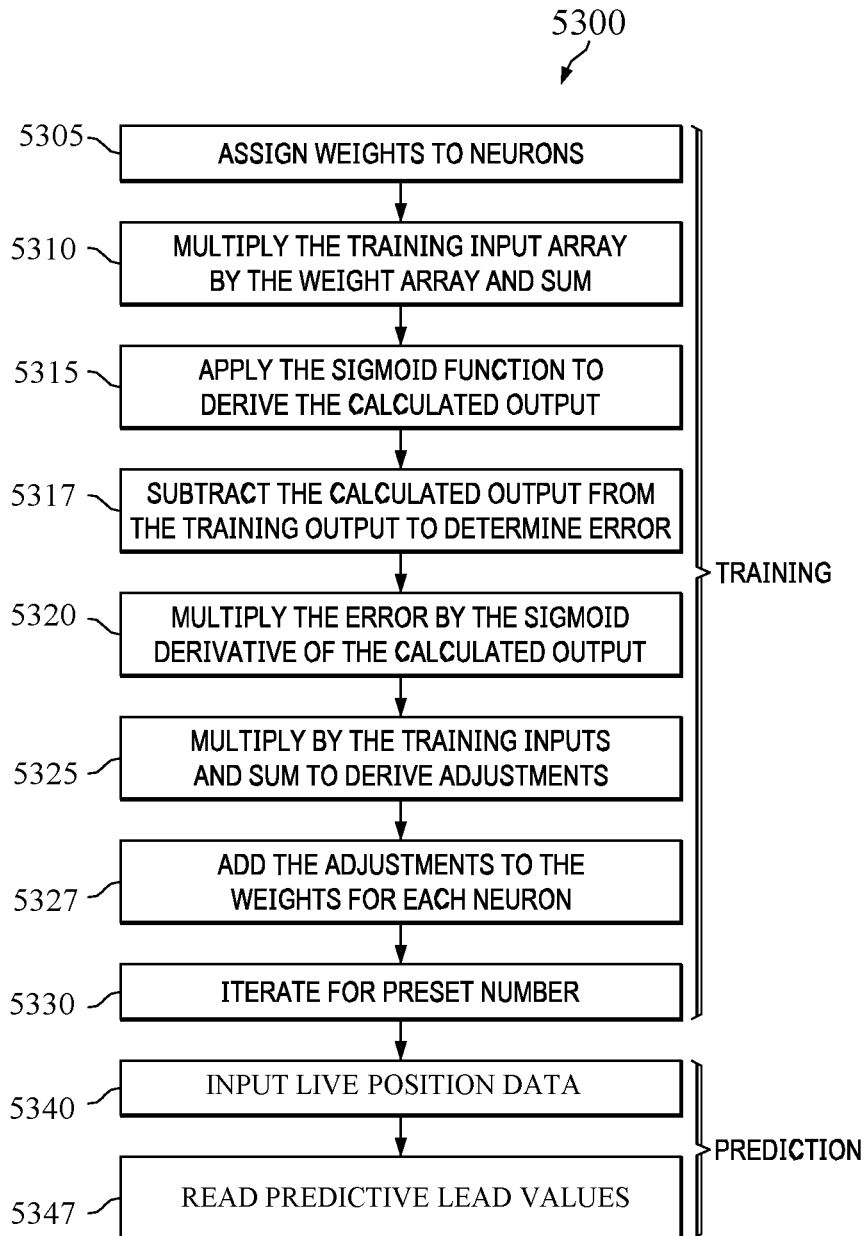 5300
5305
ASSIGN WEIGHTS TO NEURONS
5310
MULTIPLY THE TRAINING INPUT ARRAY
BY THE WEIGHT ARRAY AND SUM
5315
APPLY THE SIGMOID FUNCTION TO
DERIVE THE CALCULATED OUTPUT
5317
SUBTRACT THE CALCULATED OUTPUT FROM
THE TRAINING OUTPUT TO DETERMINE ERROR
TRAINING
5320
MULTIPLY THE ERROR BY THE SIGMOID
DERIVATIVE OF THE CALCULATED OUTPUT
5325
MULTIPLY BY THE TRAINING INPUTS
AND SUM TO DERIVE ADJUSTMENTS
5327
ADD THE ADJUSTMENTS TO THE
WEIGHTS FOR EACH NEURON
5330
ITERATE FOR PRESET NUMBER
5340
INPUT LIVE POSITION DATA
PREDICTION
5347
READ PREDICTIVE LEAD VALUES